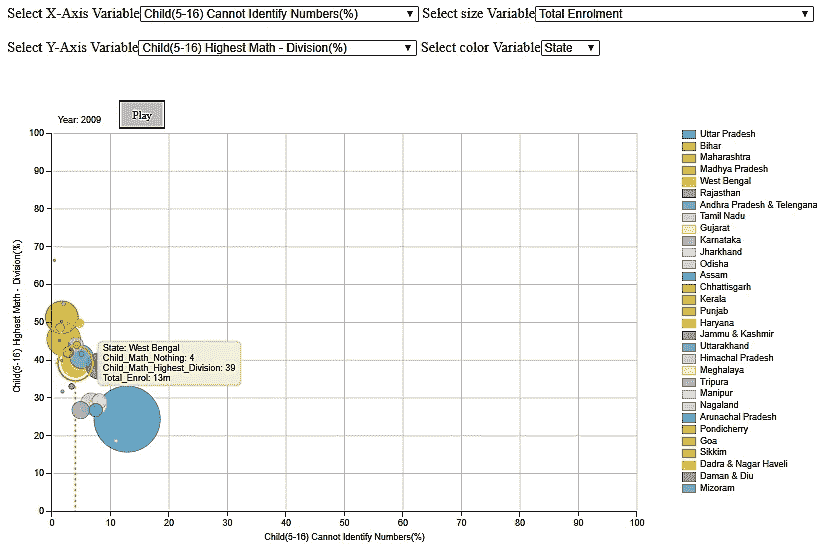 Select X-Axis Variable Child(5-16) Cannot Identify Numbers(%) ▼ Select size Variable Total Enrolment ▼
Select Y-Axis Variable Child(5-16) Highest Math - Division(%) ▼ Select color Variable State ▼
Year: 2009 Play
100
90
80
70
60
50
40
30
20
10
0
Child(5-16) Highest Math - Division(%)
State: West Bengal
Child_Math_Nothing: 4
Child_Math_Highest_Division: 39
Total_Enrol: 13m
0 10 20 30 40 50 60 70 80 90 100
Child(5-16) Cannot Identify Numbers(%)
Uttar Pradesh
Bihar
Maharashtra
Madhya Pradesh
West Bengal
Rajasthan
Andhra Pradesh & Telengana
Tamil Nadu
Gujarat
Karnataka
Jharkhand
Odisha
Assam
Chhattisgarh
Kerala
Punjab
Haryana
Jammu & Kashmir
Uttarakhand
Himachal Pradesh
Meghalaya
Tripura
Manipur
Nagaland
Arunachal Pradesh
Pondicherry
Goa
Sikkim
Dadra & Nagar Haveli
Daman & Diu
Mizoram